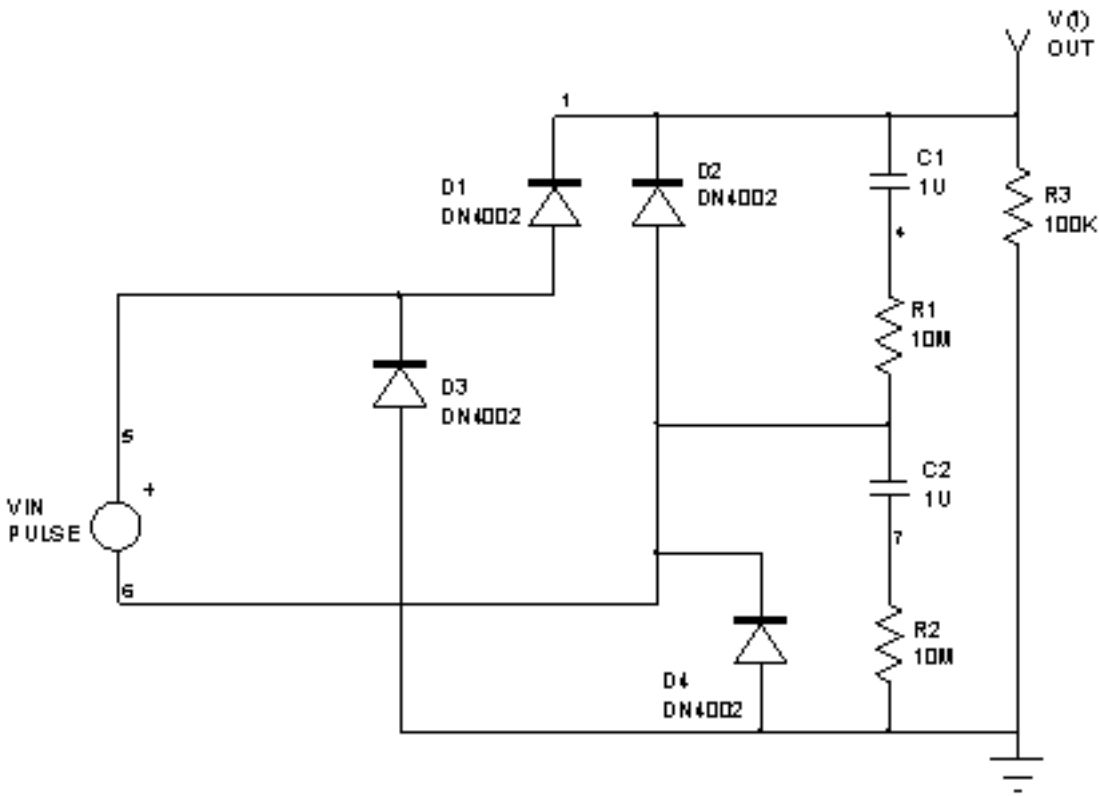 V(1)
OUT
1
D1
DN4002
D2
DN4002
C1
1U
R3
100K
4
R1
10M
D3
DN4002
5
+
VIN
PULSE
C2
1U
7
6
R2
10M
D4
DN4002